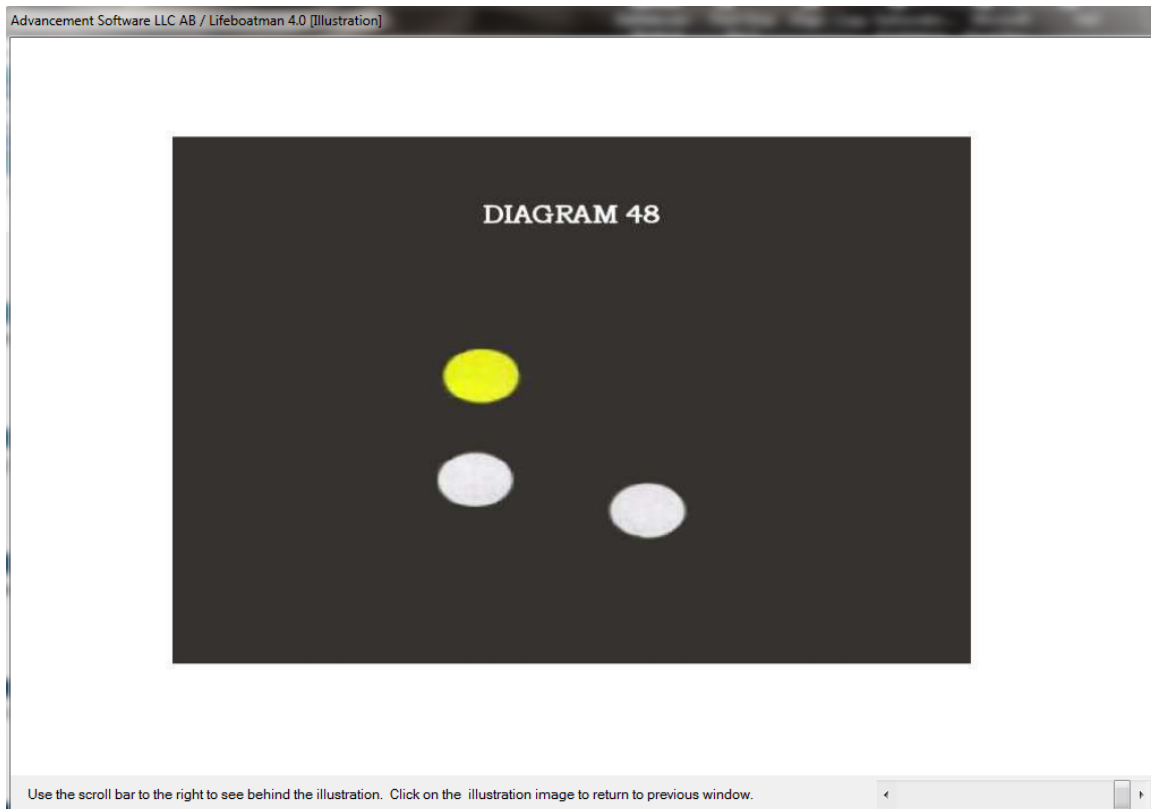 Advancement Software LLC AB / Lifeboatman 4.0 [Illustration]
DIAGRAM 48
Use the scroll bar to the right to see behind the illustration.  Click on the  illustration image to return to previous window.